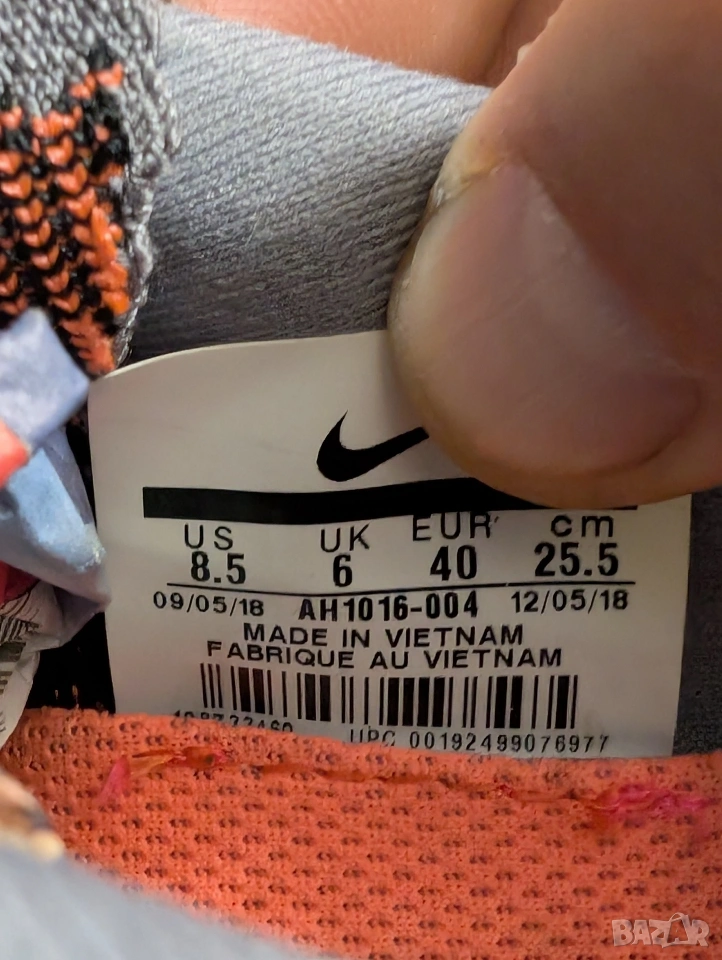 US UK EUR cm
8.5 6 40 25.5
09/05/18 AH1016-004 12/05/18
MADE IN VIETNAM
FABRIQUE AU VIETNAM
UPC 00192499076977
BAZAR